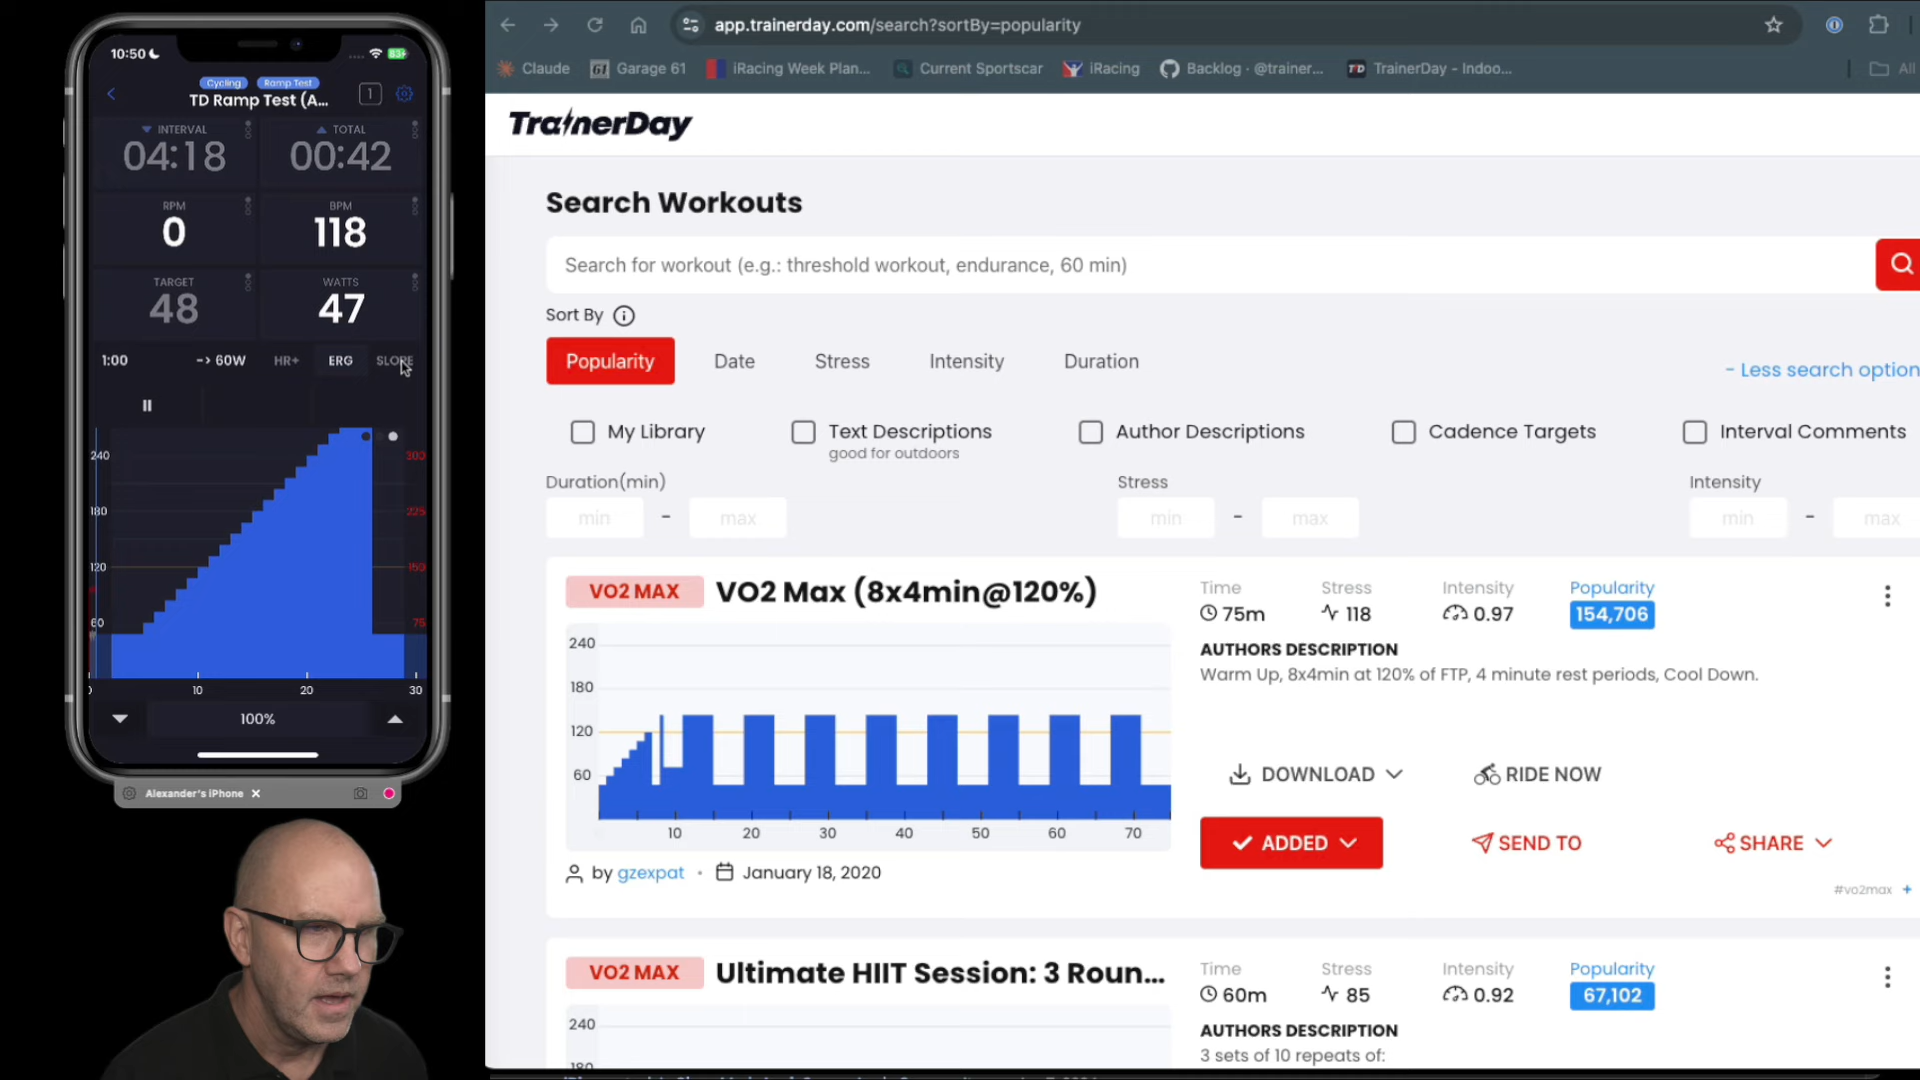 10:50
83
Cycling
Ramp Test
TD Ramp Test (A...
1
INTERVAL
TOTAL
04:18
00:42
RPM
BPM
0
118
TARGET
WATTS
48
47
1:00
-> 60W
HR+
ERG
SLOPE
240
180
120
60
300
225
150
75
10
20
30
100%
Alexander's iPhone
app.trainerday.com/search?sortBy=popularity
Claude
61
Garage 61
iRacing Week Plan...
Current Sportscar
iRacing
Backlog · @trainer...
TD
TrainerDay - Indoo...
All
TrainerDay
Search Workouts
Search for workout (e.g.: threshold workout, endurance, 60 min)
Sort By
Popularity
Date
Stress
Intensity
Duration
- Less search option
My Library
Text Descriptions
good for outdoors
Author Descriptions
Cadence Targets
Interval Comments
Duration(min)
min
-
max
Stress
min
-
max
Intensity
min
-
max
VO2 MAX
VO2 Max (8x4min@120%)
Time
75m
Stress
118
Intensity
0.97
Popularity
154,706
AUTHORS DESCRIPTION
Warm Up, 8x4min at 120% of FTP, 4 minute rest periods, Cool Down.
240
180
120
60
10
20
30
40
50
60
70
DOWNLOAD
RIDE NOW
ADDED
SEND TO
SHARE
by gzexpat · January 18, 2020
#vo2max +
VO2 MAX
Ultimate HIIT Session: 3 Roun...
Time
60m
Stress
85
Intensity
0.92
Popularity
67,102
AUTHORS DESCRIPTION
3 sets of 10 repeats of:
240
180